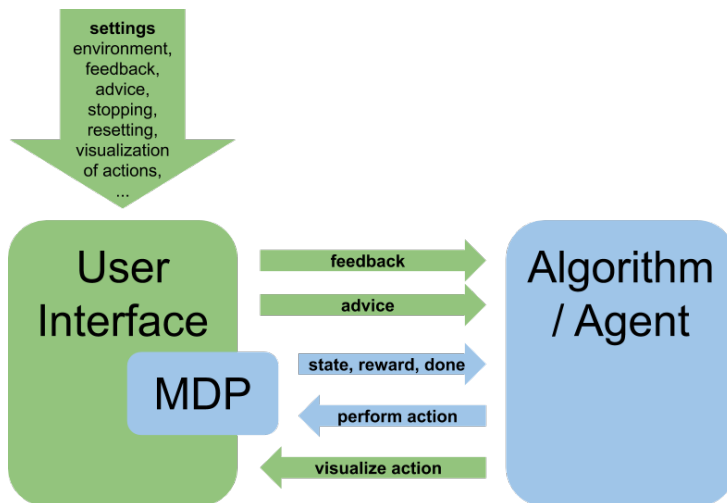 settings
environment,
feedback,
advice,
stopping,
resetting,
visualization
of actions,
...
User
Interface
MDP
feedback
advice
state, reward, done
perform action
visualize action
Algorithm
/ Agent